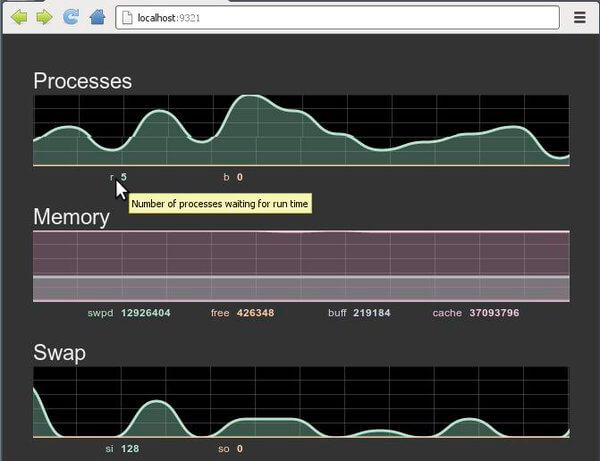 localhost:9321
Processes
r 5 b 0
Number of processes waiting for run time
Memory
swpd 12926404 free 426348 buff 219184 cache 37093796
Swap
si 128 so 0